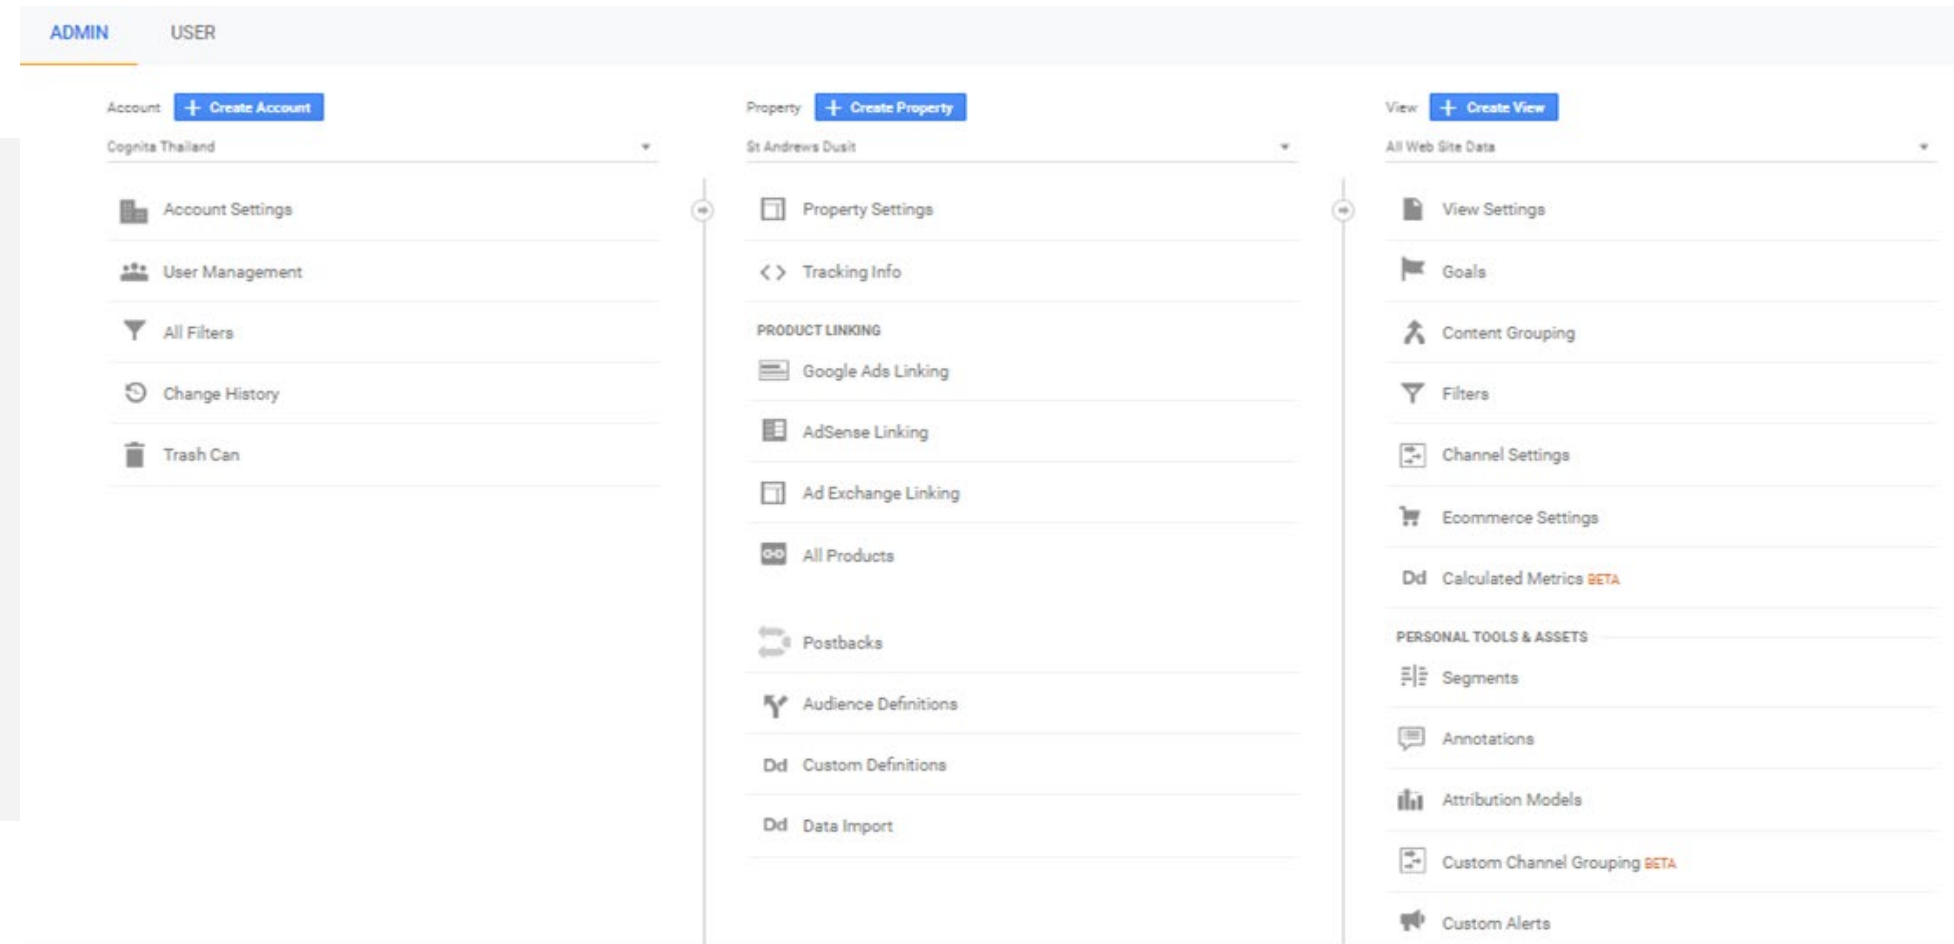 ADMIN USER
Account + Create Account
Cognita Thailand
Account Settings
User Management
All Filters
Change History
Trash Can
Property + Create Property
St Andrews Dusit
Property Settings
Tracking Info
PRODUCT LINKING
Google Ads Linking
AdSense Linking
Ad Exchange Linking
All Products
Postbacks
Audience Definitions
Dd Custom Definitions
Dd Data Import
View + Create View
All Web Site Data
View Settings
Goals
Content Grouping
Filters
Channel Settings
Ecommerce Settings
Dd Calculated Metrics BETA
PERSONAL TOOLS & ASSETS
Segments
Annotations
Attribution Models
Custom Channel Grouping BETA
Custom Alerts